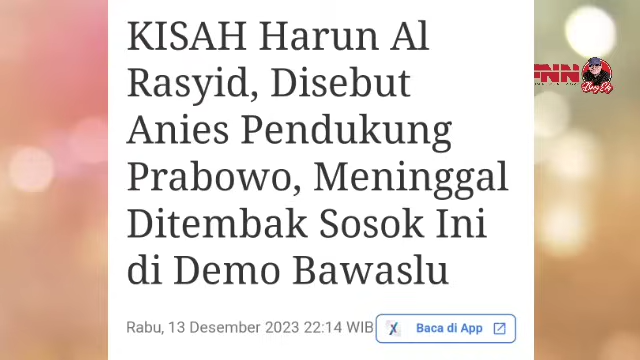 KISAH Harun Al
Rasyid, Disebut
Anies Pendukung
Prabowo, Meninggal
Ditembak Sosok Ini
di Demo Bawaslu
Rabu, 13 Desember 2023 22:14 WIB
Baca di App
FNN